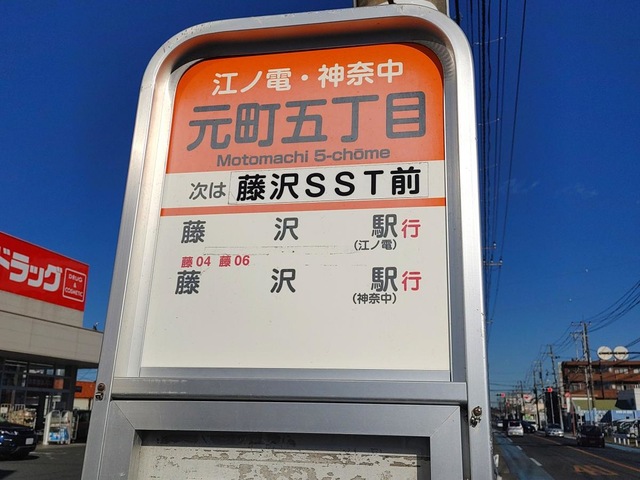 江ノ電・神奈中
元町五丁目
Motomachi 5-chōme
次は 藤沢SST前
藤沢駅行
(江ノ電)
藤04 藤06
藤沢駅行
(神奈中)
ドラッグ
DRUG
&
COSMETIC